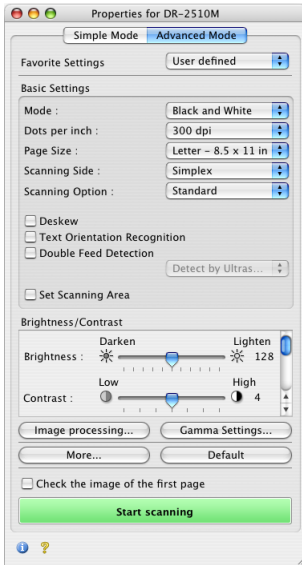 Properties for DR-2510M
Simple Mode Advanced Mode
Favorite Settings User defined
Basic Settings
Mode : Black and White
Dots per inch : 300 dpi
Page Size : Letter - 8.5 x 11 in
Scanning Side : Simplex
Scanning Option : Standard
Deskew
Text Orientation Recognition
Double Feed Detection
Detect by Ultras...
Set Scanning Area
Brightness/Contrast
Darken Lighten
Brightness : 128
Low High
Contrast : 4
Image processing... Gamma Settings...
More... Default
Check the image of the first page
Start scanning